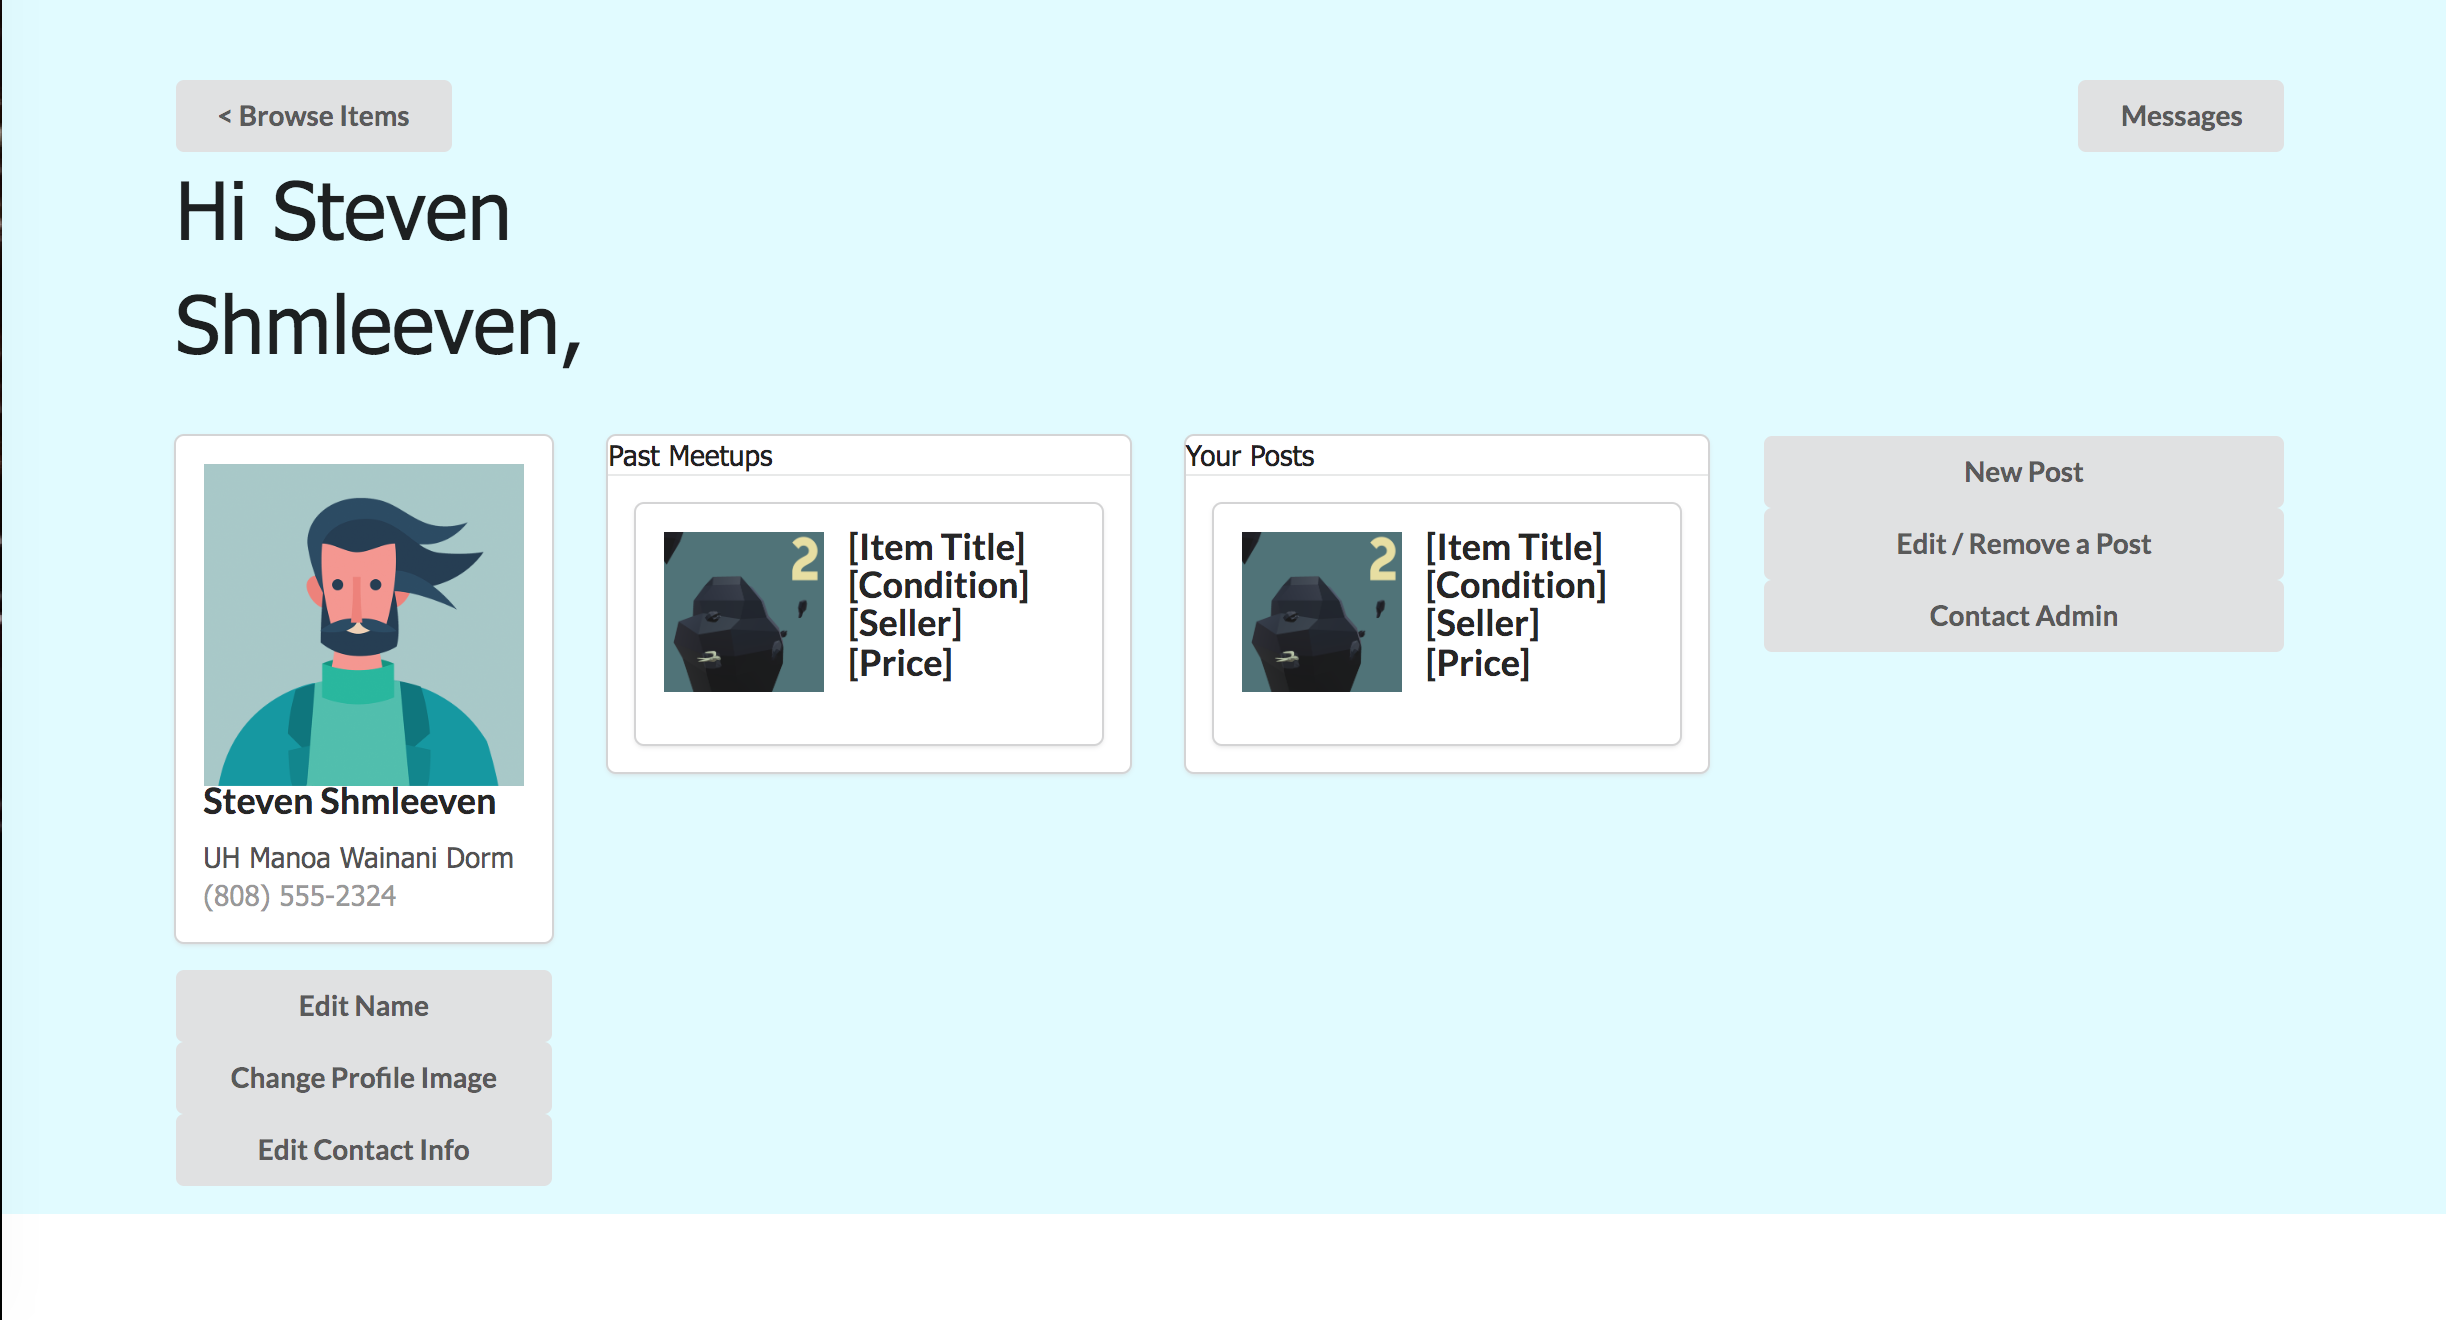 < Browse Items
Messages
Hi Steven
Shmleeven,
Steven Shmleeven
UH Manoa Wainani Dorm
(808) 555-2324
Edit Name
Change Profile Image
Edit Contact Info
Past Meetups
2
[Item Title]
[Condition]
[Seller]
[Price]
Your Posts
2
[Item Title]
[Condition]
[Seller]
[Price]
New Post
Edit / Remove a Post
Contact Admin